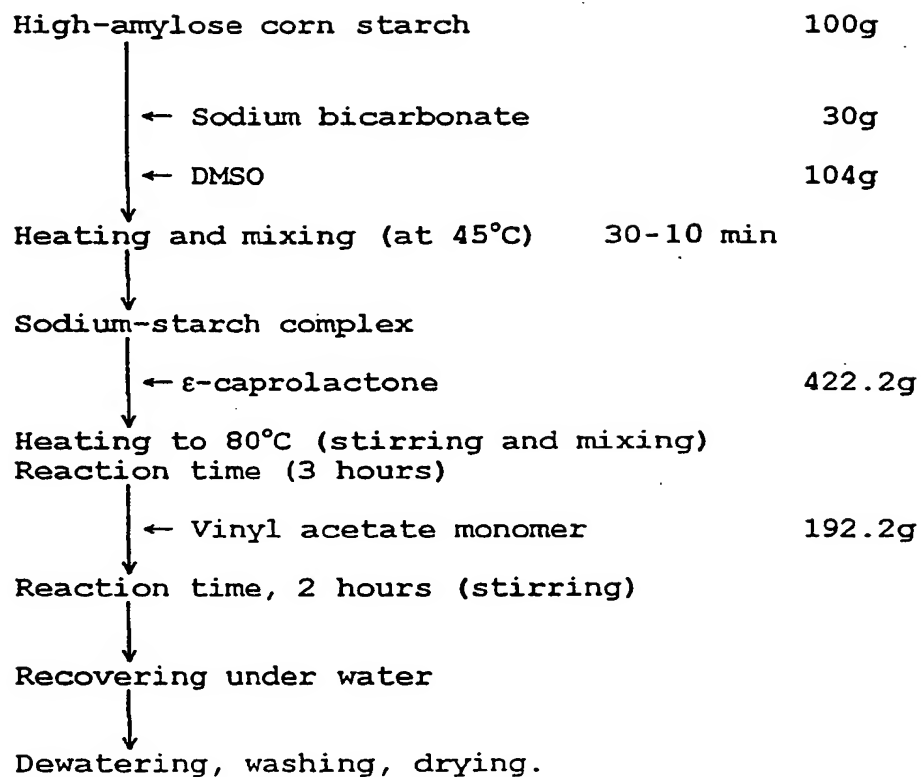 High-amylose corn starch 100g
← Sodium bicarbonate 30g
← DMSO 104g
Heating and mixing (at 45°C) 30-10 min
Sodium-starch complex
← ε-caprolactone 422.2g
Heating to 80°C (stirring and mixing)
Reaction time (3 hours)
← Vinyl acetate monomer 192.2g
Reaction time, 2 hours (stirring)
Recovering under water
Dewatering, washing, drying.